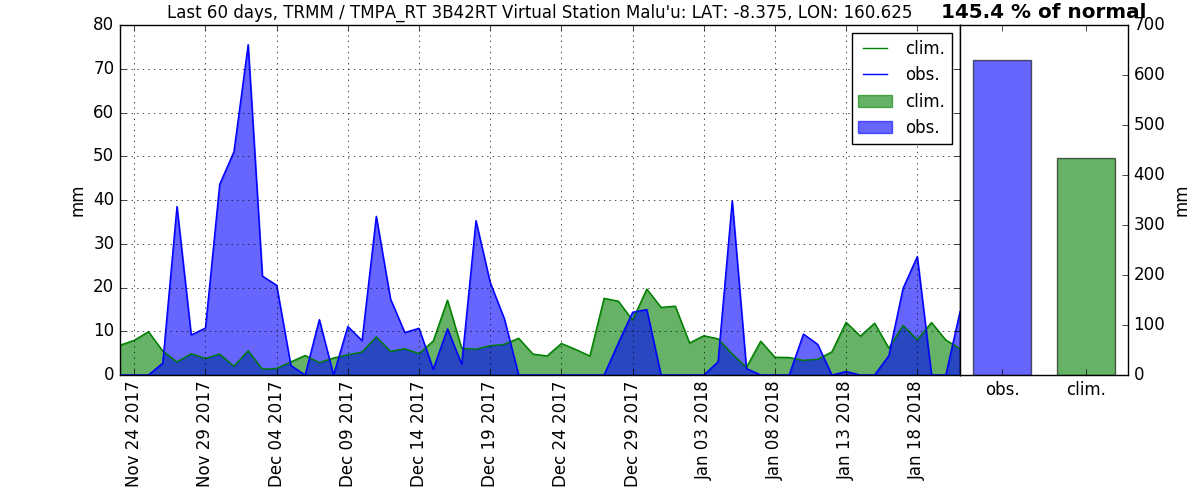 Last 60 days, TRMM / TMPA_RT 3B42RT Virtual Station Malu'u: LAT: -8.375, LON: 160.625
145.4 % of normal
80
70
60
50
40
30
20
10
0
mm
clim.
obs.
clim.
obs.
700
600
500
400
300
200
100
0
mm
obs.
clim.
Nov 24 2017
Nov 29 2017
Dec 04 2017
Dec 09 2017
Dec 14 2017
Dec 19 2017
Dec 24 2017
Dec 29 2017
Jan 03 2018
Jan 08 2018
Jan 13 2018
Jan 18 2018